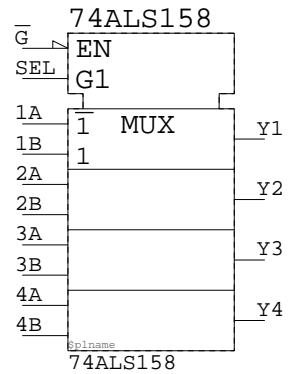 74ALS158
G̅
EN
SEL
G1
1A
1̅
MUX
Y1
1B
1
2A
Y2
2B
3A
Y3
3B
4A
Y4
4B
$plname
74ALS158